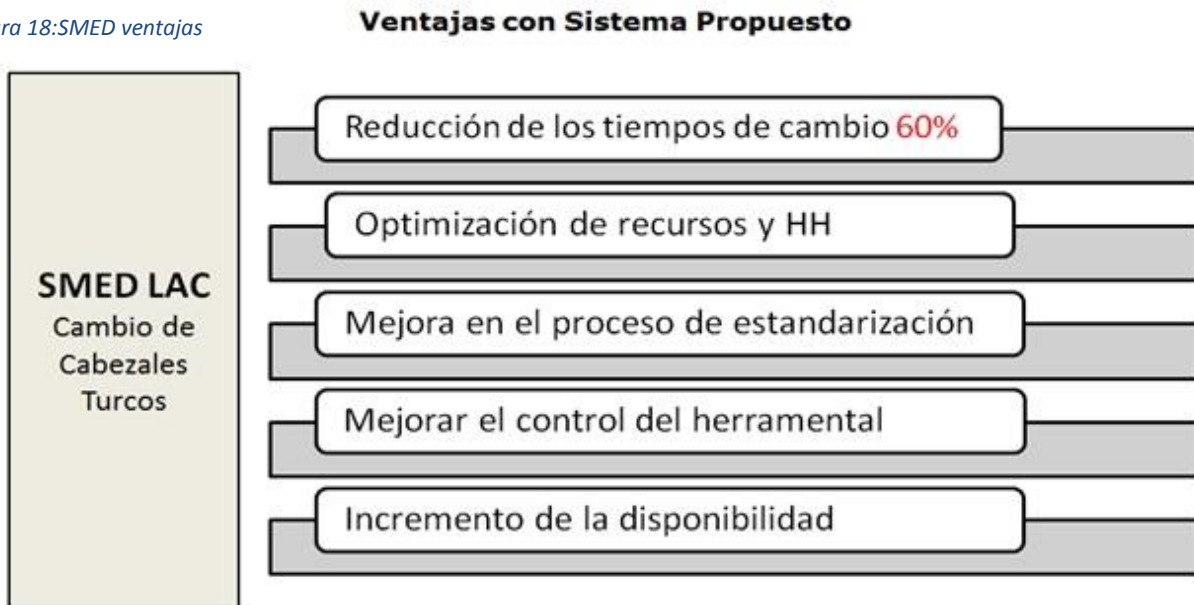 ra 18:SMED ventajas
Ventajas con Sistema Propuesto
SMED LAC
Cambio de
Cabezales
Turcos
Reducción de los tiempos de cambio 60%
Optimización de recursos y HH
Mejora en el proceso de estandarización
Mejorar el control del herramental
Incremento de la disponibilidad